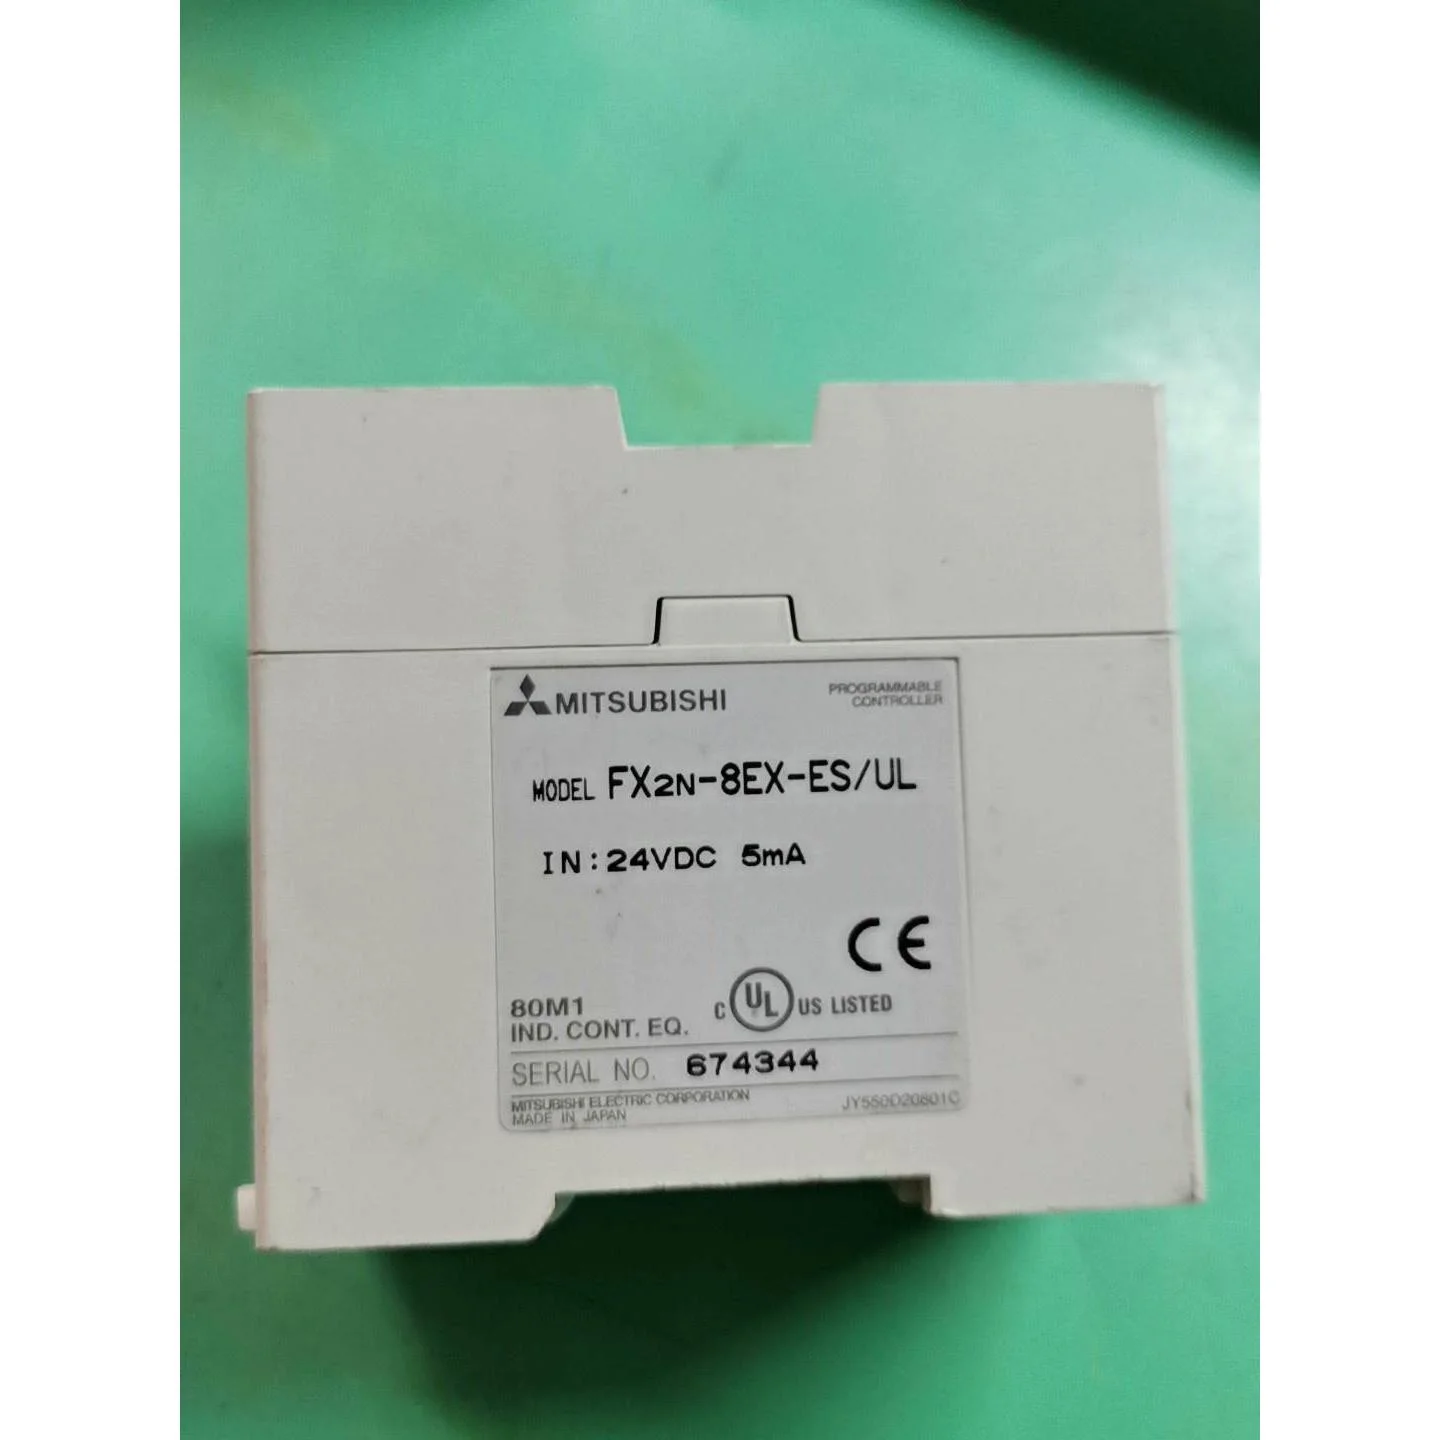 MITSUBISHI
PROGRAMMABLE
CONTROLLER
MODEL FX2N-8EX-ES/UL
IN:24VDC 5mA
CE
80M1
IND. CONT. EQ.
C UL US LISTED
SERIAL NO. 674344
MITSUBISHI ELECTRIC CORPORATION
MADE IN JAPAN
JY550D20801C